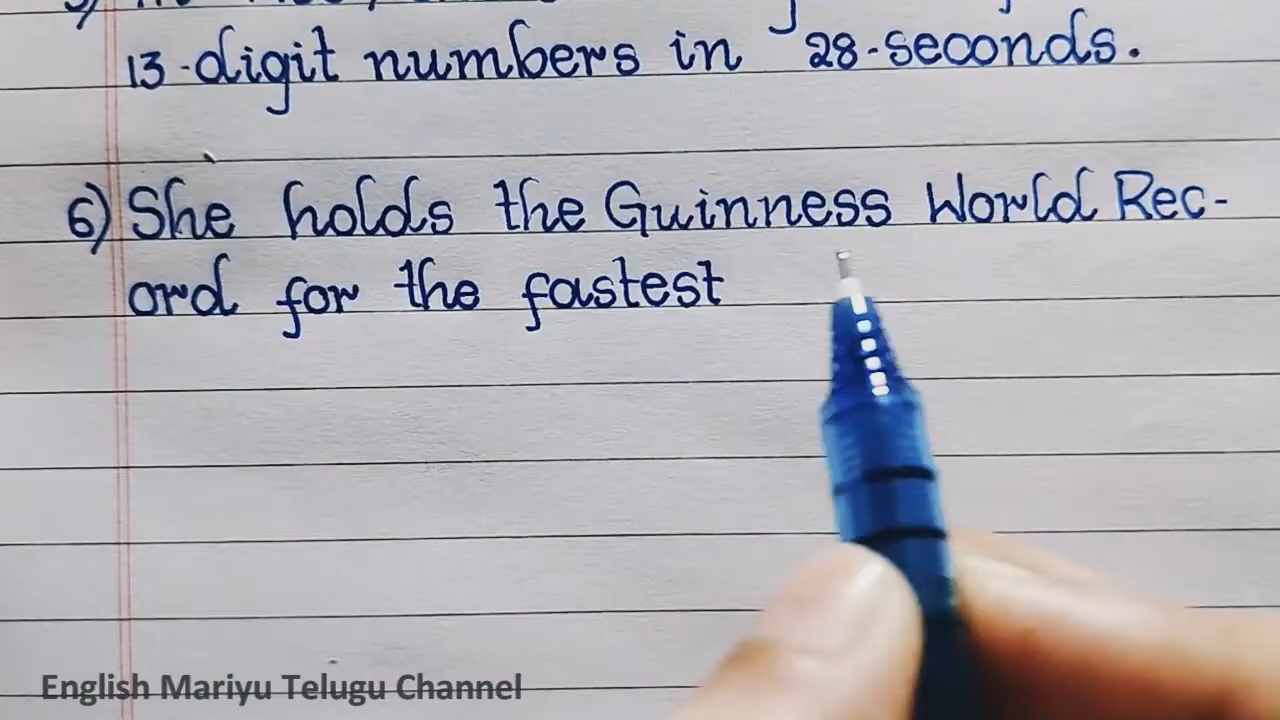 13-digit numbers in 28-seconds.
6) She holds the Guinness World Rec-
ord for the fastest
English Mariyu Telugu Channel